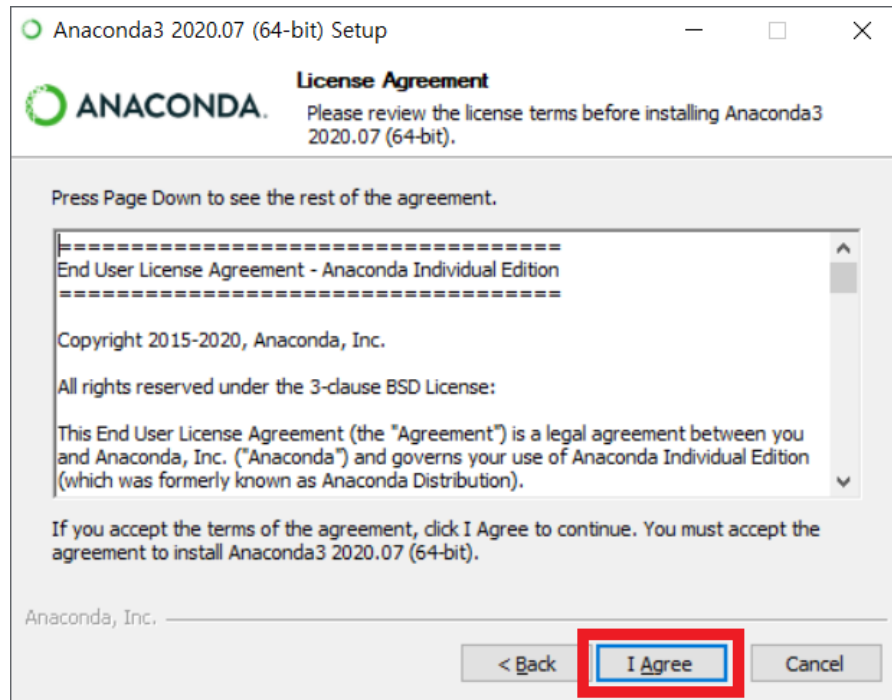 Anaconda3 2020.07 (64-bit) Setup
ANACONDA.
License Agreement
Please review the license terms before installing Anaconda3
2020.07 (64-bit).
Press Page Down to see the rest of the agreement.
====================================
End User License Agreement - Anaconda Individual Edition
====================================
Copyright 2015-2020, Anaconda, Inc.
All rights reserved under the 3-clause BSD License:
This End User License Agreement (the "Agreement") is a legal agreement between you
and Anaconda, Inc. ("Anaconda") and governs your use of Anaconda Individual Edition
(which was formerly known as Anaconda Distribution).
If you accept the terms of the agreement, click I Agree to continue. You must accept the
agreement to install Anaconda3 2020.07 (64-bit).
Anaconda, Inc.
< Back
I Agree
Cancel